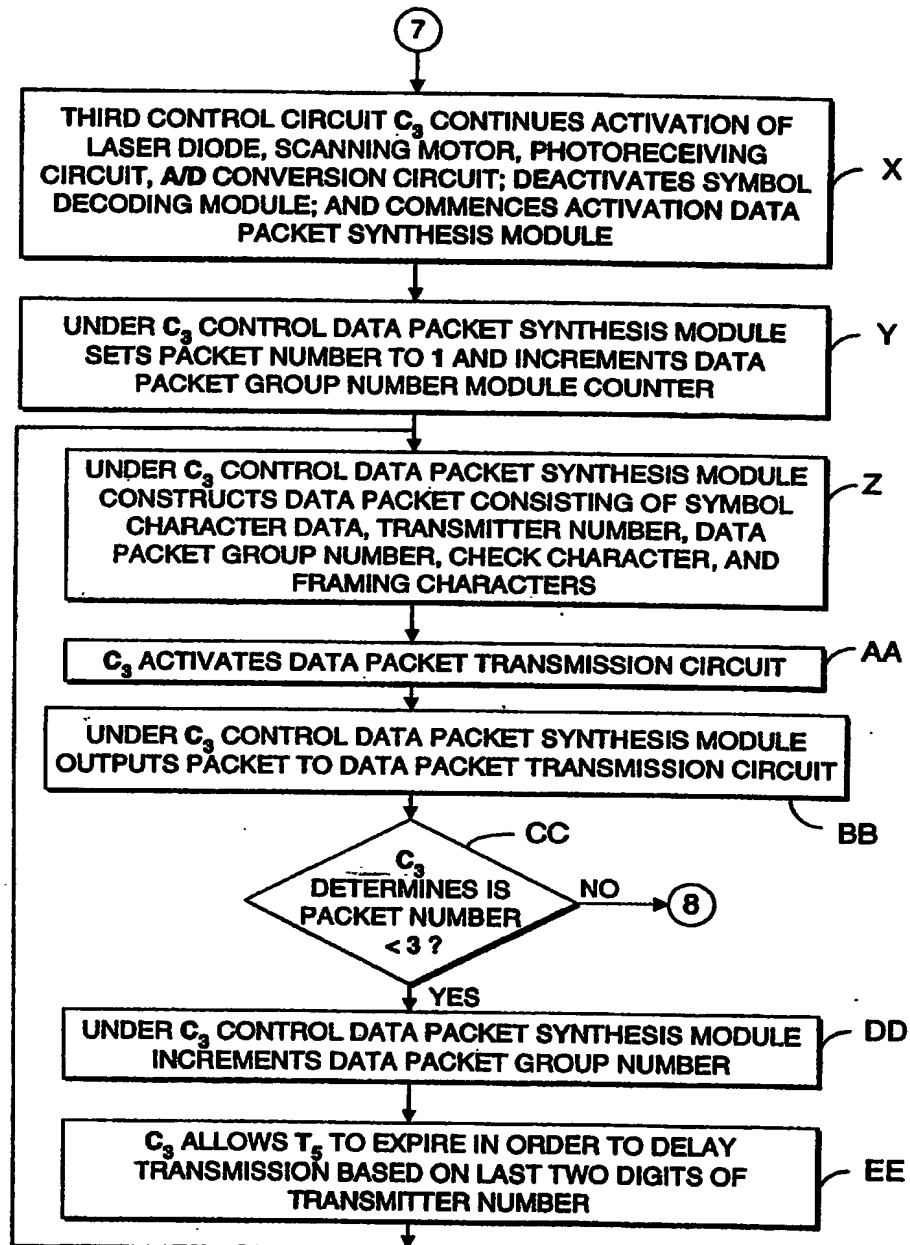 7
THIRD CONTROL CIRCUIT C3 CONTINUES ACTIVATION OF
LASER DIODE, SCANNING MOTOR, PHOTORECEIVING
CIRCUIT, A/D CONVERSION CIRCUIT; DEACTIVATES SYMBOL
DECODING MODULE; AND COMMENCES ACTIVATION DATA
PACKET SYNTHESIS MODULE
X
UNDER C3 CONTROL DATA PACKET SYNTHESIS MODULE
SETS PACKET NUMBER TO 1 AND INCREMENTS DATA
PACKET GROUP NUMBER MODULE COUNTER
Y
UNDER C3 CONTROL DATA PACKET SYNTHESIS MODULE
CONSTRUCTS DATA PACKET CONSISTING OF SYMBOL
CHARACTER DATA, TRANSMITTER NUMBER, DATA
PACKET GROUP NUMBER, CHECK CHARACTER, AND
FRAMING CHARACTERS
Z
C3 ACTIVATES DATA PACKET TRANSMISSION CIRCUIT
AA
UNDER C3 CONTROL DATA PACKET SYNTHESIS MODULE
OUTPUTS PACKET TO DATA PACKET TRANSMISSION CIRCUIT
BB
CC
C3
DETERMINES IS
PACKET NUMBER
< 3 ?
NO
8
YES
UNDER C3 CONTROL DATA PACKET SYNTHESIS MODULE
INCREMENTS DATA PACKET GROUP NUMBER
DD
C3 ALLOWS T5 TO EXPIRE IN ORDER TO DELAY
TRANSMISSION BASED ON LAST TWO DIGITS OF
TRANSMITTER NUMBER
EE